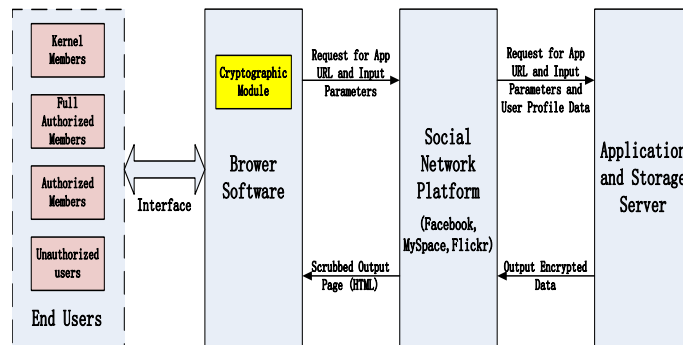 Kernel
Members
Full
Authorized
Members
Authorized
Members
Unauthorized
users
End Users
Interface
Cryptographic
Module
Brower
Software
Request for App
URL and Input
Parameters
Scrubbed Output
Page (HTML)
Social
Network
Platform
(Facebook,
MySpace,Flickr)
Request for App
URL and Input
Parameters and
User Profile Data
Output Encrypted
Data
Application
and Storage
Server